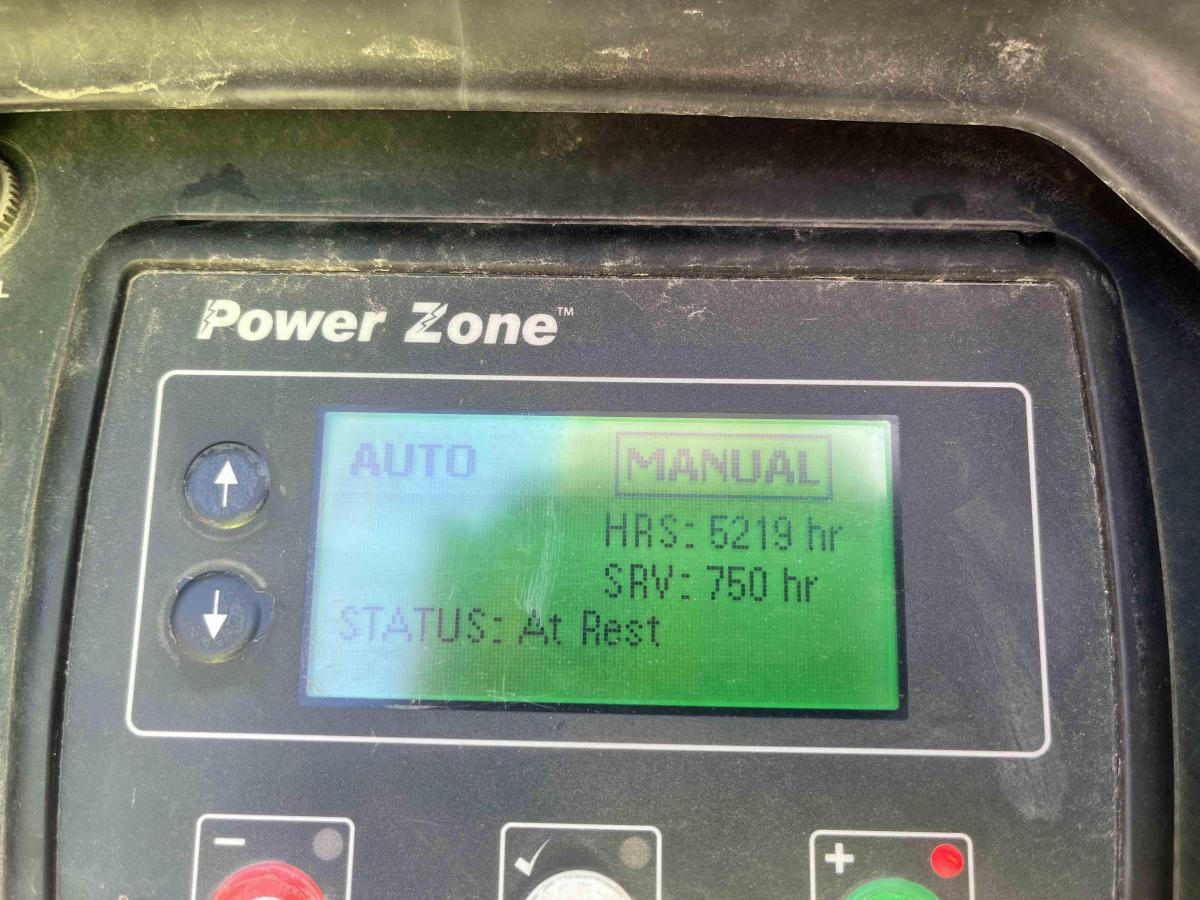 Power Zone™
AUTO MANUAL
HRS: 5219 hr
SRV: 750 hr
STATUS: At Rest